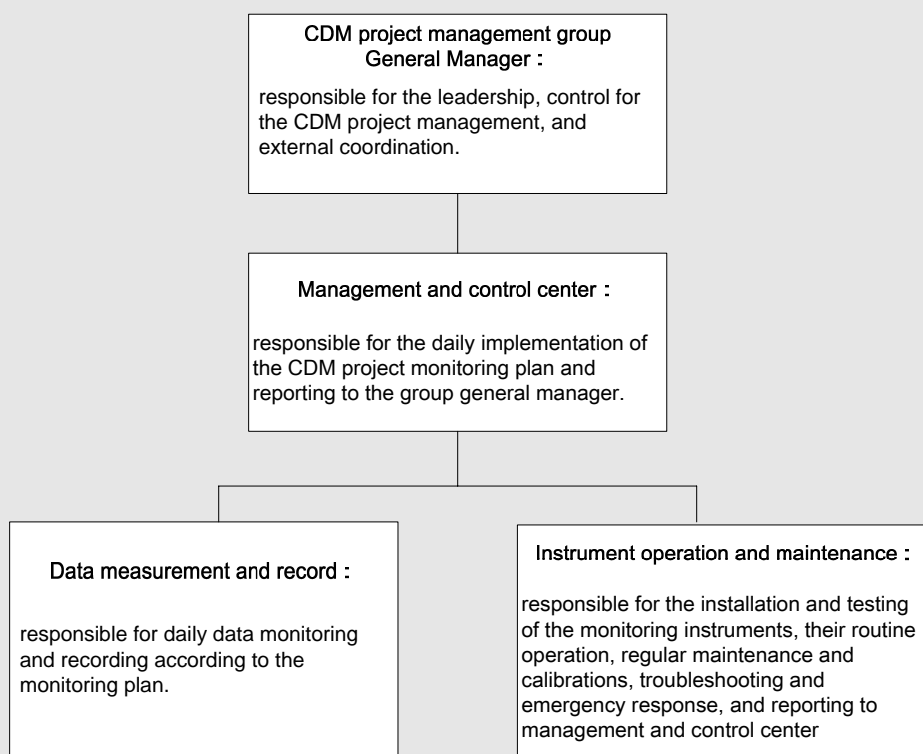 CDM project management group
General Manager：
responsible for the leadership, control for
the CDM project management, and
external coordination.
Management and control center：
responsible for the daily implementation of
the CDM project monitoring plan and
reporting to the group general manager.
Data measurement and record：
responsible for daily data monitoring
and recording according to the
monitoring plan.
Instrument operation and maintenance：
responsible for the installation and testing
of the monitoring instruments, their routine
operation, regular maintenance and
calibrations, troubleshooting and
emergency response, and reporting to
management and control center